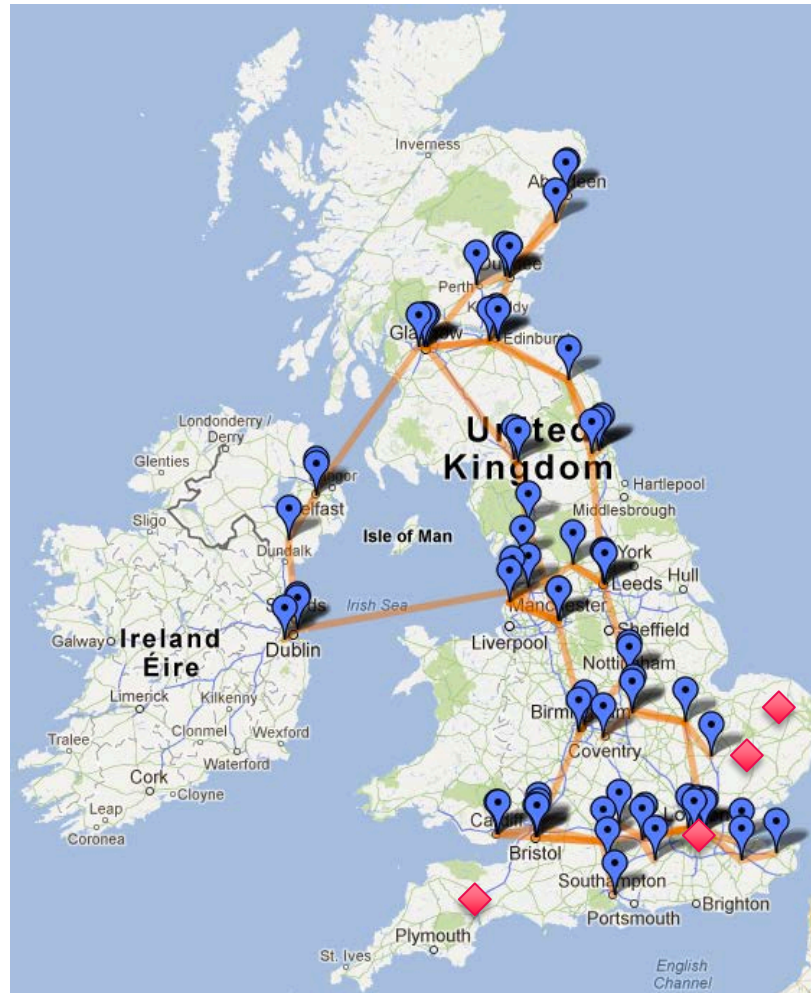 Inverness
Aberdeen
Dundee
Perth
Glasgow
Edinburgh
United
Kingdom
Londonderry /
Derry
Glenties
Belfast
Sligo
Hartlepool
Middlesbrough
Isle of Man
Dundalk
York
Leeds
Hull
Irish Sea
Manchester
Liverpool
Sheffield
Galway
Ireland
Éire
Dublin
Nottingham
Limerick
Kilkenny
Birmingham
Tralee
Clonmel
Wexford
Waterford
Coventry
Cork
Cloyne
Leap
Coronea
Cardiff
London
Bristol
Southampton
Portsmouth
Brighton
Plymouth
St. Ives
English
Channel